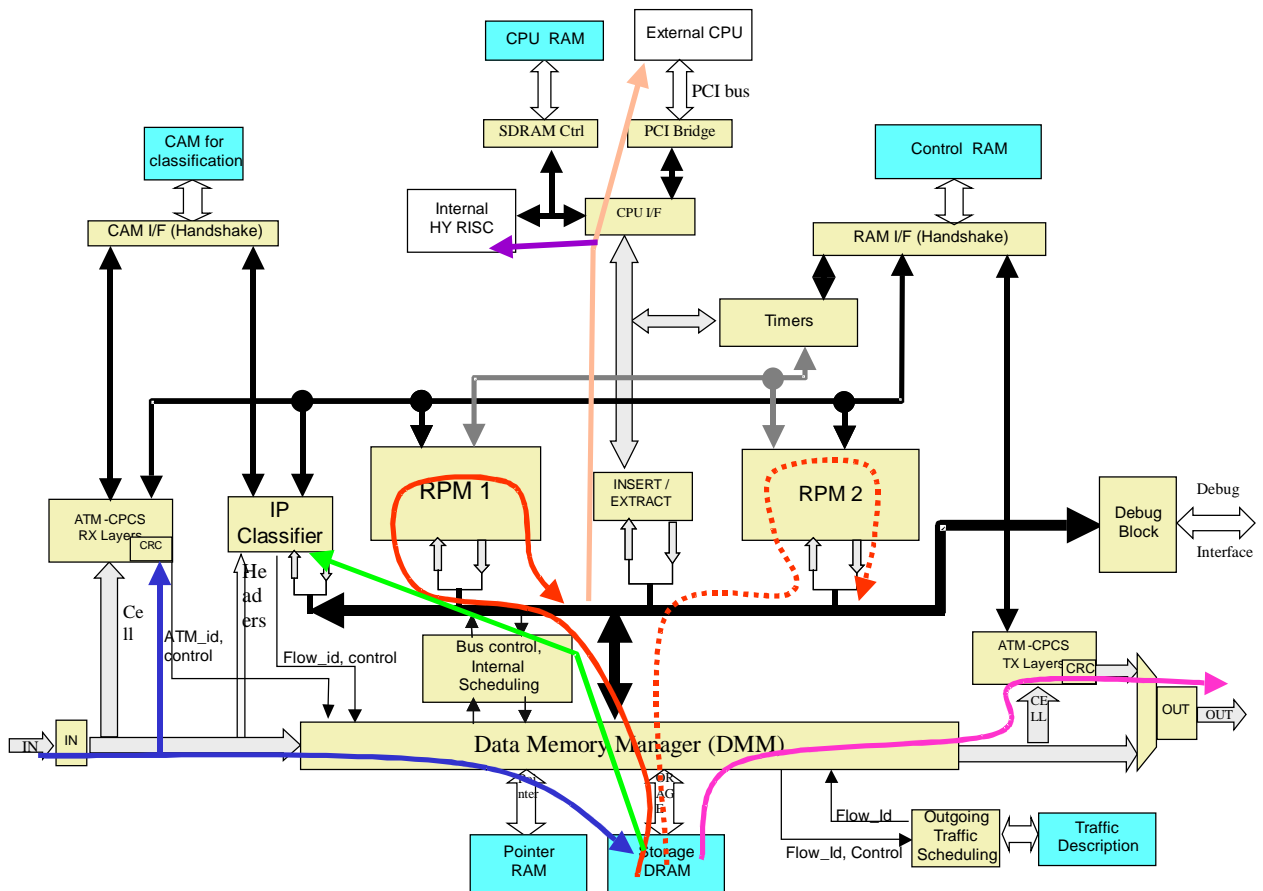 CPU RAM
External CPU
PCI bus
SDRAM Ctrl
PCI Bridge
CAM for
classification
Control RAM
Internal
HY RISC
CPU I/F
CAM I/F (Handshake)
RAM I/F (Handshake)
Timers
RPM 1
INSERT /
EXTRACT
RPM 2
IP
Classifier
ATM-CPCS
RX Layers
CRC
Debug
Block
Debug
Interface
He
ad
ers
Ce
ll
ATM_id,
control
Flow_id, control
Bus control,
Internal
Scheduling
ATM-CPCS
TX Layers
CRC
CE
LL
IN
IN
OUT
OUT
Data Memory Manager (DMM)
nter
RAG
E
Flow_Id
Flow_Id, Control
Outgoing
Traffic
Scheduling
Traffic
Description
Pointer
RAM
Storage
DRAM